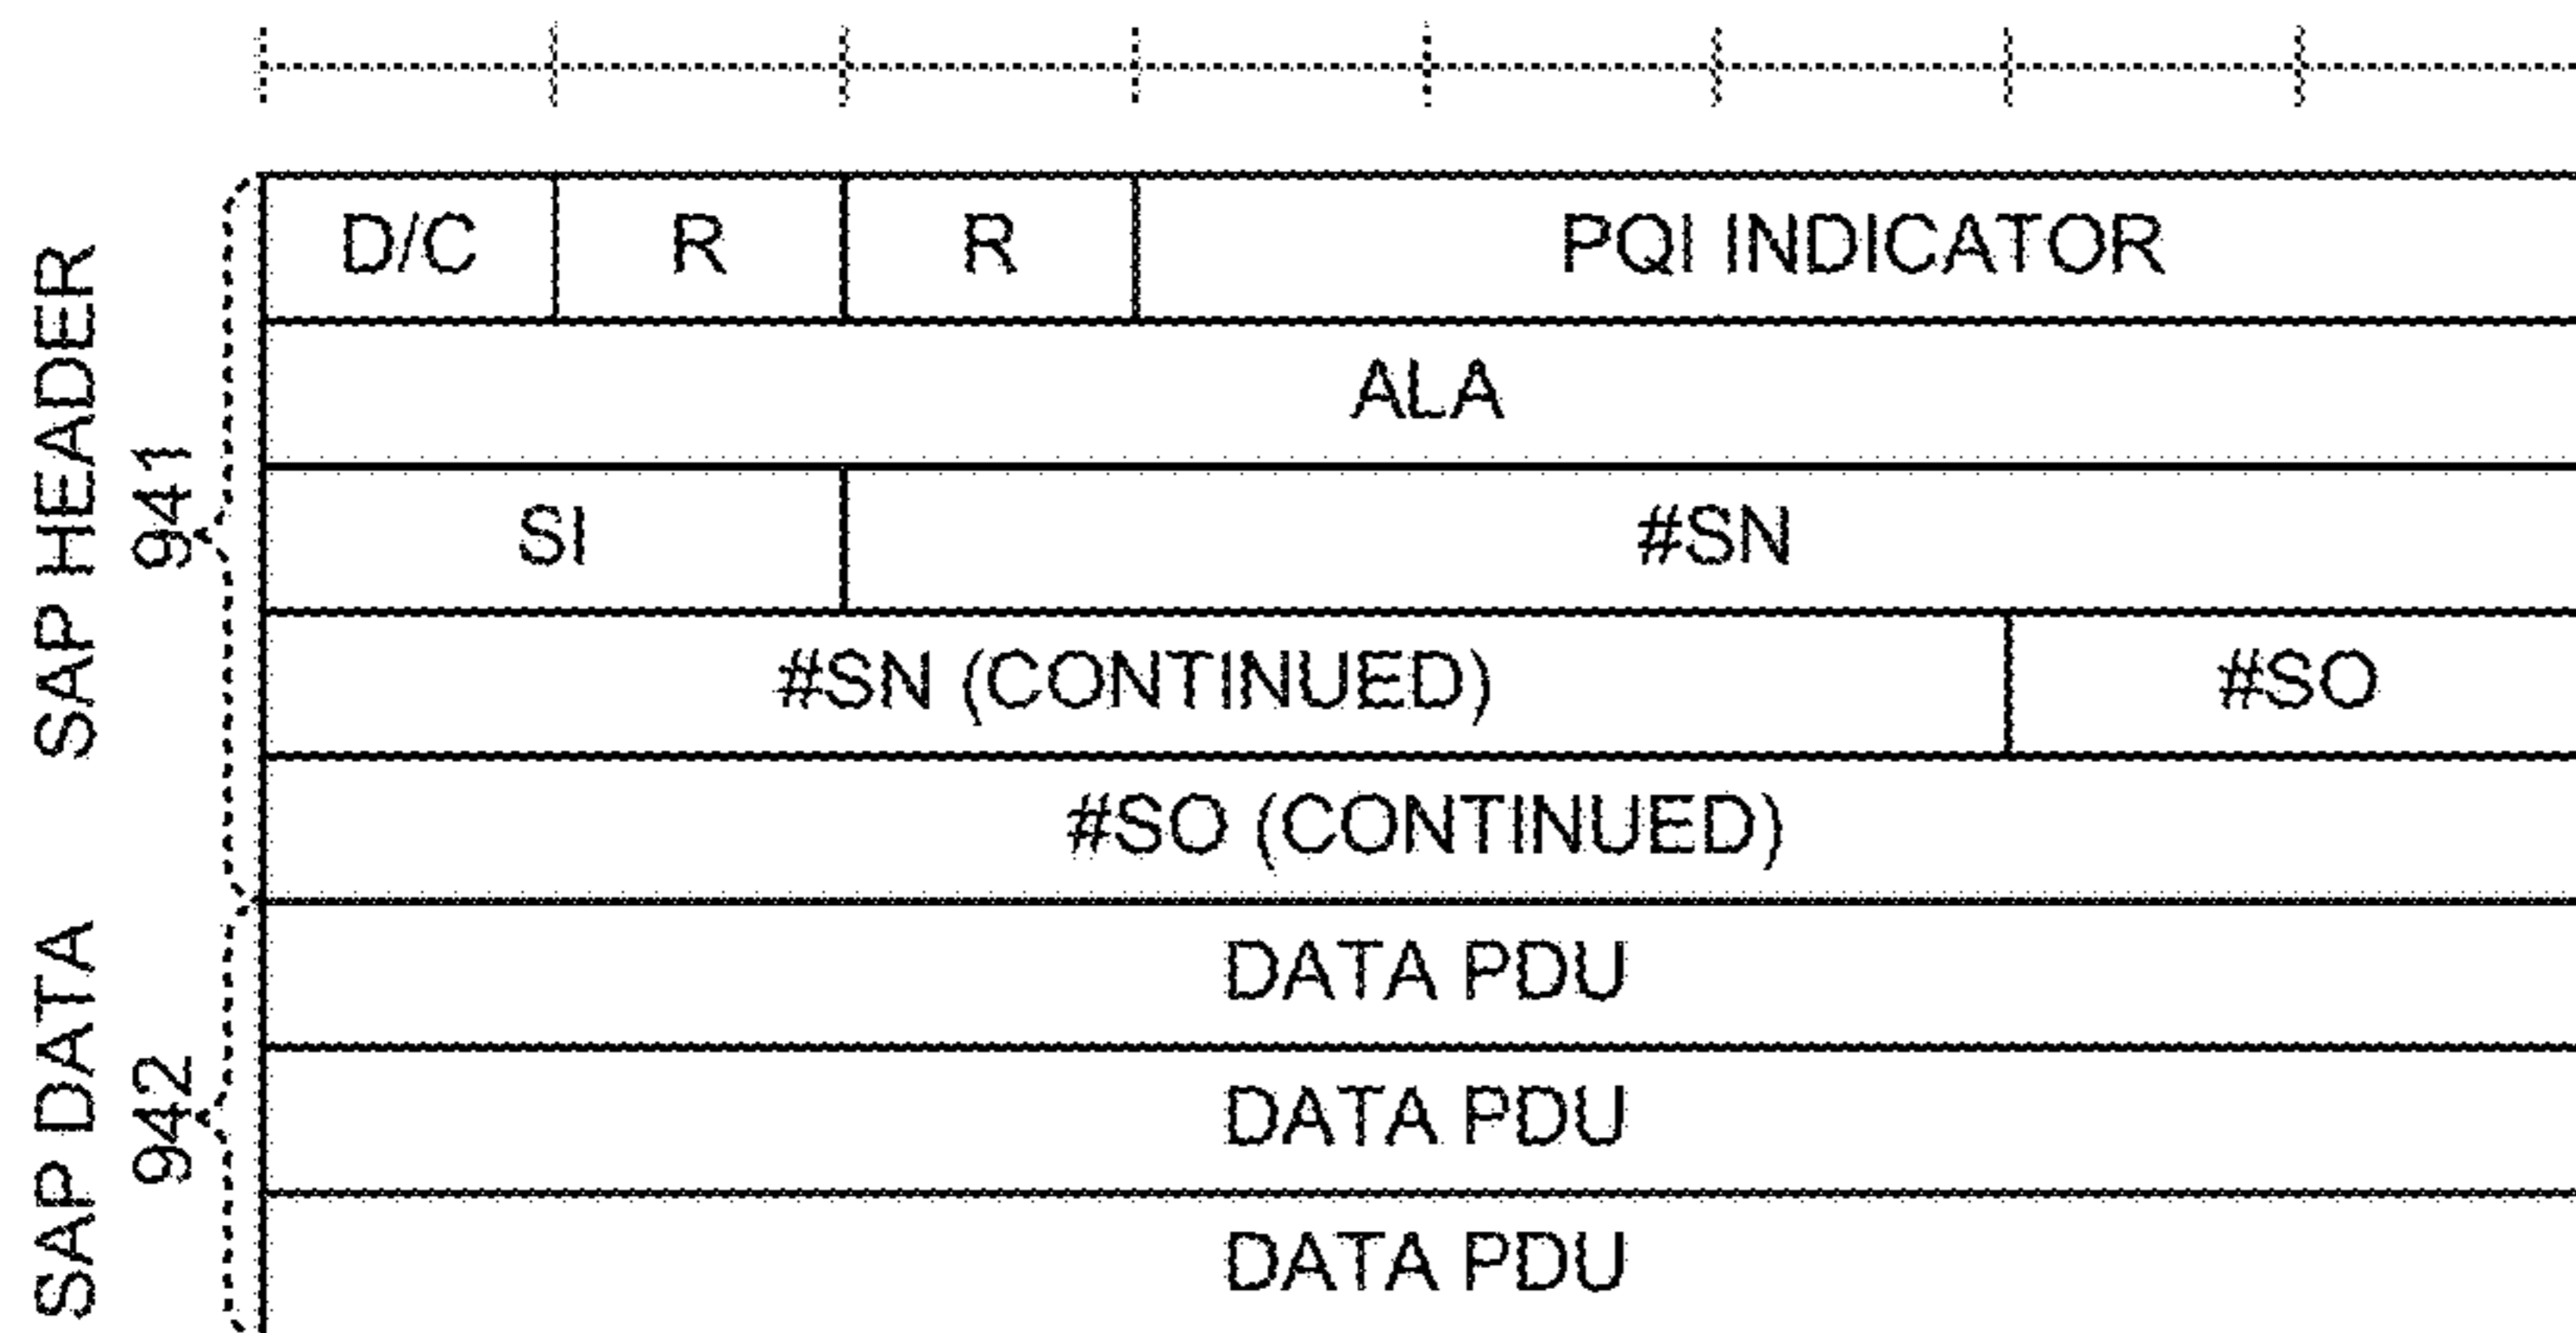 SAP HEADER
941
D/C R R PQI INDICATOR
ALA
SI #SN
#SN (CONTINUED) #SO
#SO (CONTINUED)
SAP DATA
942
DATA PDU
DATA PDU
DATA PDU